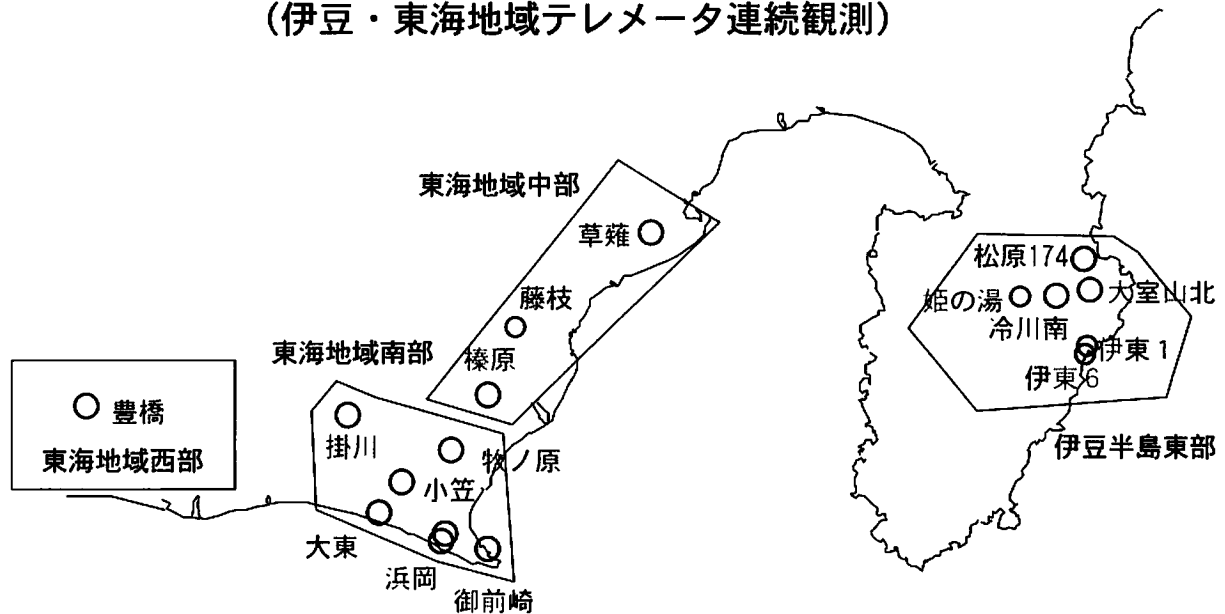 (伊豆・東海地域テレメータ連続観測)
東海地域中部
草薙
藤枝
榛原
東海地域南部
掛川
牧ノ原
小笠
大東
浜岡
御前崎
豊橋
東海地域西部
松原174
姫の湯
大室山北
冷川南
伊東1
伊東6
伊豆半島東部